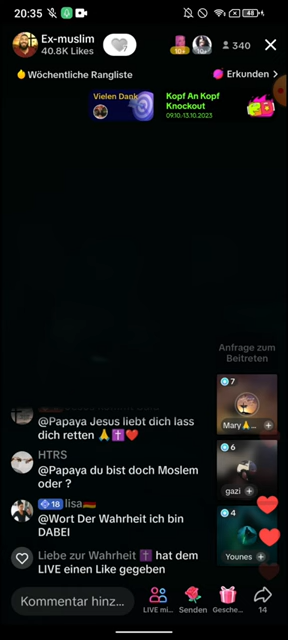 20:35
48
Ex-muslim
40.8K Likes
10+
10+
340
Wöchentliche Rangliste
Erkunden >
Vielen Dank
Kopf An Kopf
Knockout
09.10-13.10.2023
Anfrage zum
Beitreten
7
Mary🙏...
6
gazi
4
Younes
@Papaya Jesus liebt dich lass
dich retten 🙏✝️❤️
HTRS
@Papaya du bist doch Moslem
oder ?
18 lisa🇩🇪
@Wort Der Wahrheit ich bin
DABEI
Liebe zur Wahrheit ✝️ hat dem
LIVE einen Like gegeben
Kommentar hinz...
LIVE mi...
Senden
Gesche...
14